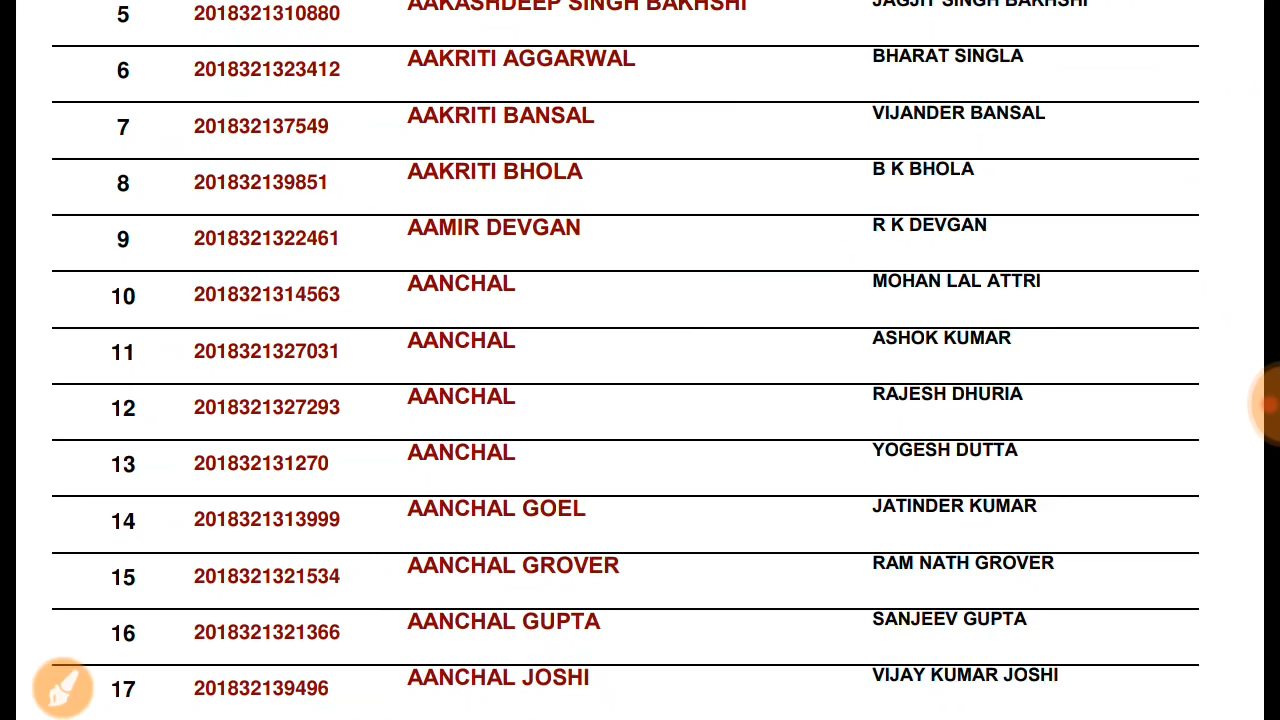 5 2018321310880 AAKASHDEEP SINGH BAKHSHI JAGJIT SINGH BAKHSHI
6 2018321323412 AAKRITI AGGARWAL BHARAT SINGLA
7 201832137549 AAKRITI BANSAL VIJANDER BANSAL
8 201832139851 AAKRITI BHOLA B K BHOLA
9 2018321322461 AAMIR DEVGAN R K DEVGAN
10 2018321314563 AANCHAL MOHAN LAL ATTRI
11 2018321327031 AANCHAL ASHOK KUMAR
12 2018321327293 AANCHAL RAJESH DHURIA
13 201832131270 AANCHAL YOGESH DUTTA
14 2018321313999 AANCHAL GOEL JATINDER KUMAR
15 2018321321534 AANCHAL GROVER RAM NATH GROVER
16 2018321321366 AANCHAL GUPTA SANJEEV GUPTA
17 201832139496 AANCHAL JOSHI VIJAY KUMAR JOSHI